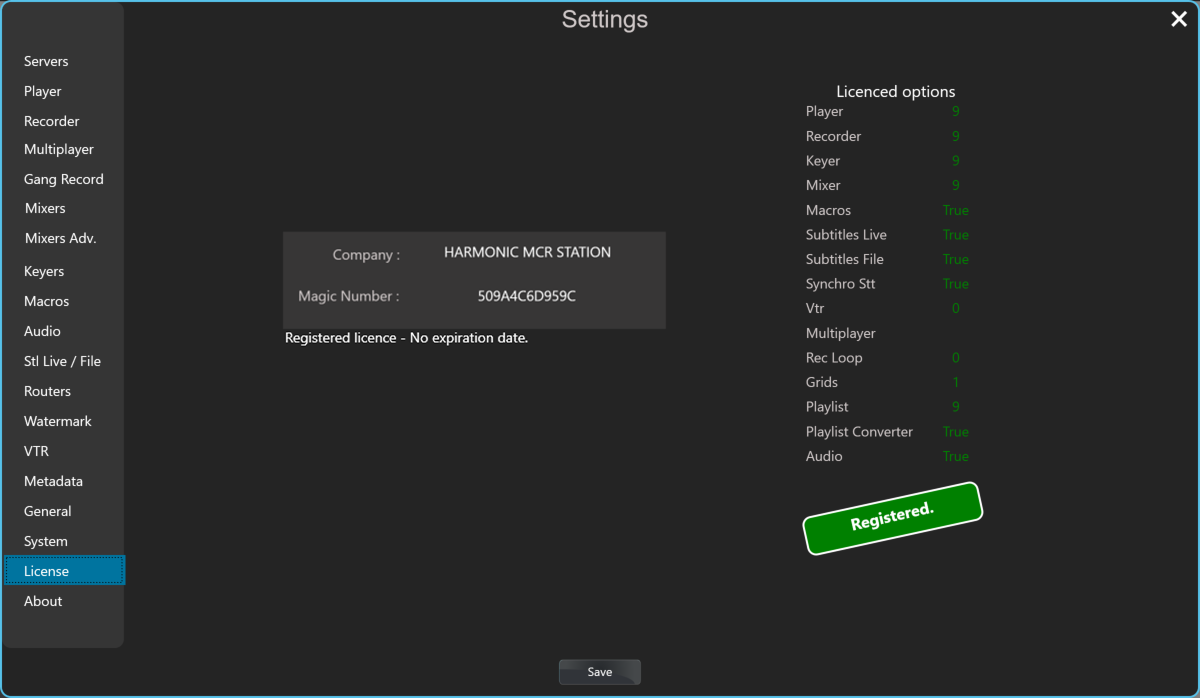 Settings
Servers
Player
Recorder
Multiplayer
Gang Record
Mixers
Mixers Adv.
Keyers
Macros
Audio
Stl Live / File
Routers
Watermark
VTR
Metadata
General
System
License
About
Company : HARMONIC MCR STATION
Magic Number : 509A4C6D959C
Registered licence - No expiration date.
Licenced options
Player 9
Recorder 9
Keyer 9
Mixer 9
Macros True
Subtitles Live True
Subtitles File True
Synchro Stt True
Vtr 0
Multiplayer
Rec Loop 0
Grids 1
Playlist 9
Playlist Converter True
Audio True
Registered.
Save